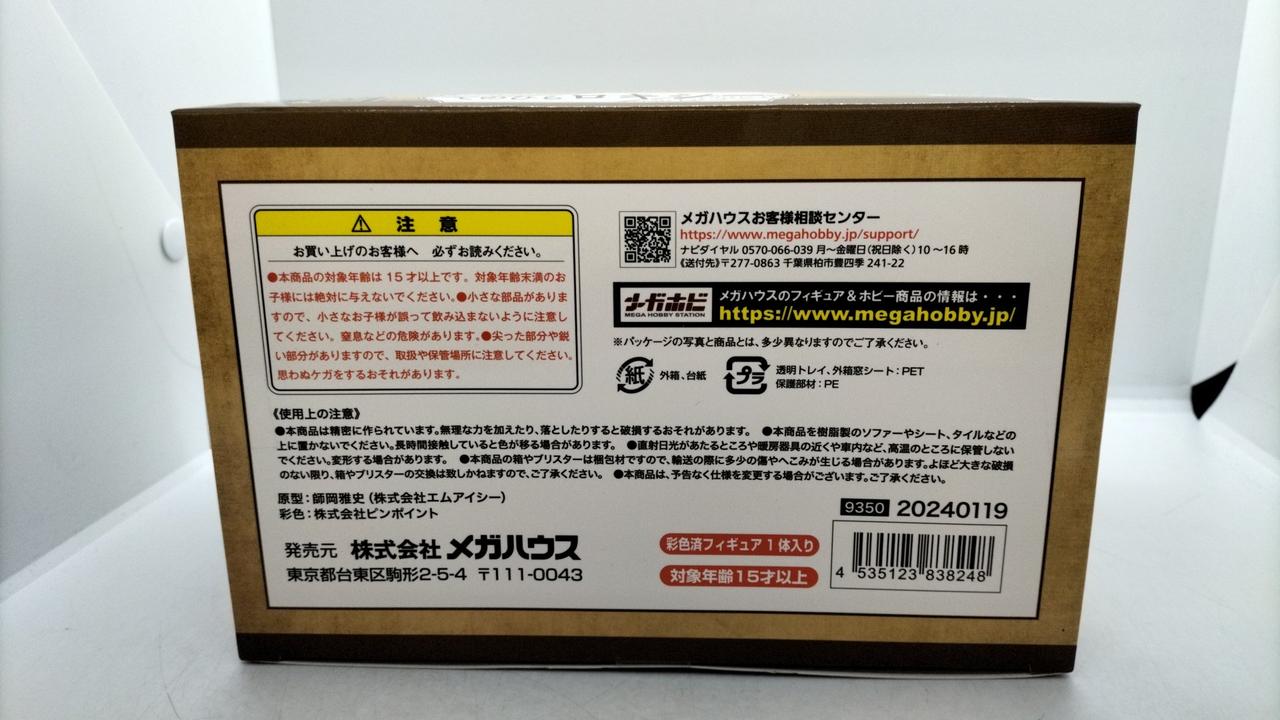 注意
お買い上げのお客様へ 必ずお読みください。
●本商品の対象年齢は15才以上です。対象年齢末満のお
子様には絶対に与えないでください。●小さな部品がありま
すので、小さなお子様が誤って飲み込まないように注意し
てください。窒息などの危険があります。●尖った部分や鋭
い部分がありますので、取扱や保管場所に注意してください。
思わぬケガをするおそれがあります。
メガハウスお客様相談センター
https://www.megahobby.jp/support/
ナビダイヤル 0570-066-039 月〜金曜日(祝日除く)10〜16時
《送付先》〒277-0863 千葉県柏市豊四季 241-22
メガホビ
MEGA HOBBY STATION
メガハウスのフィギュア&ホビー商品の情報は・・・
https://www.megahobby.jp/
※パッケージの写真と商品とは、多少異なりますのでご了承ください。
紙 外箱、台紙
プラ 透明トレイ、外箱窓シート:PET
保護部材:PE
《使用上の注意》
●本商品は精密に作られています。無理な力を加えたり、落としたりすると破損するおそれがあります。 ●本商品を樹脂製のソファーやシート、タイルなどの
上に置かないでください。長時間接触していると色が移る場合があります。 ●直射日光があたるところや暖房器具の近くや車内など、高温のところに保管しない
でください。変形する場合があります。 ●本商品の箱やブリスターは梱包材ですので、輸送の際に多少の傷やへこみが生じる場合があります。よほど大きな破損
のない限り、箱やブリスターの交換は致しかねますので、ご了承ください。 ●本商品は、予告なく仕様を変更する場合がございます。ご了承ください。
原型:師岡雅史(株式会社エムアイシー)
彩色:株式会社ピンポイント
発売元 株式会社 メガハウス
東京都台東区駒形2-5-4 〒111-0043
彩色済フィギュア1体入り
対象年齢15才以上
9350 20240119
4 535123 838248